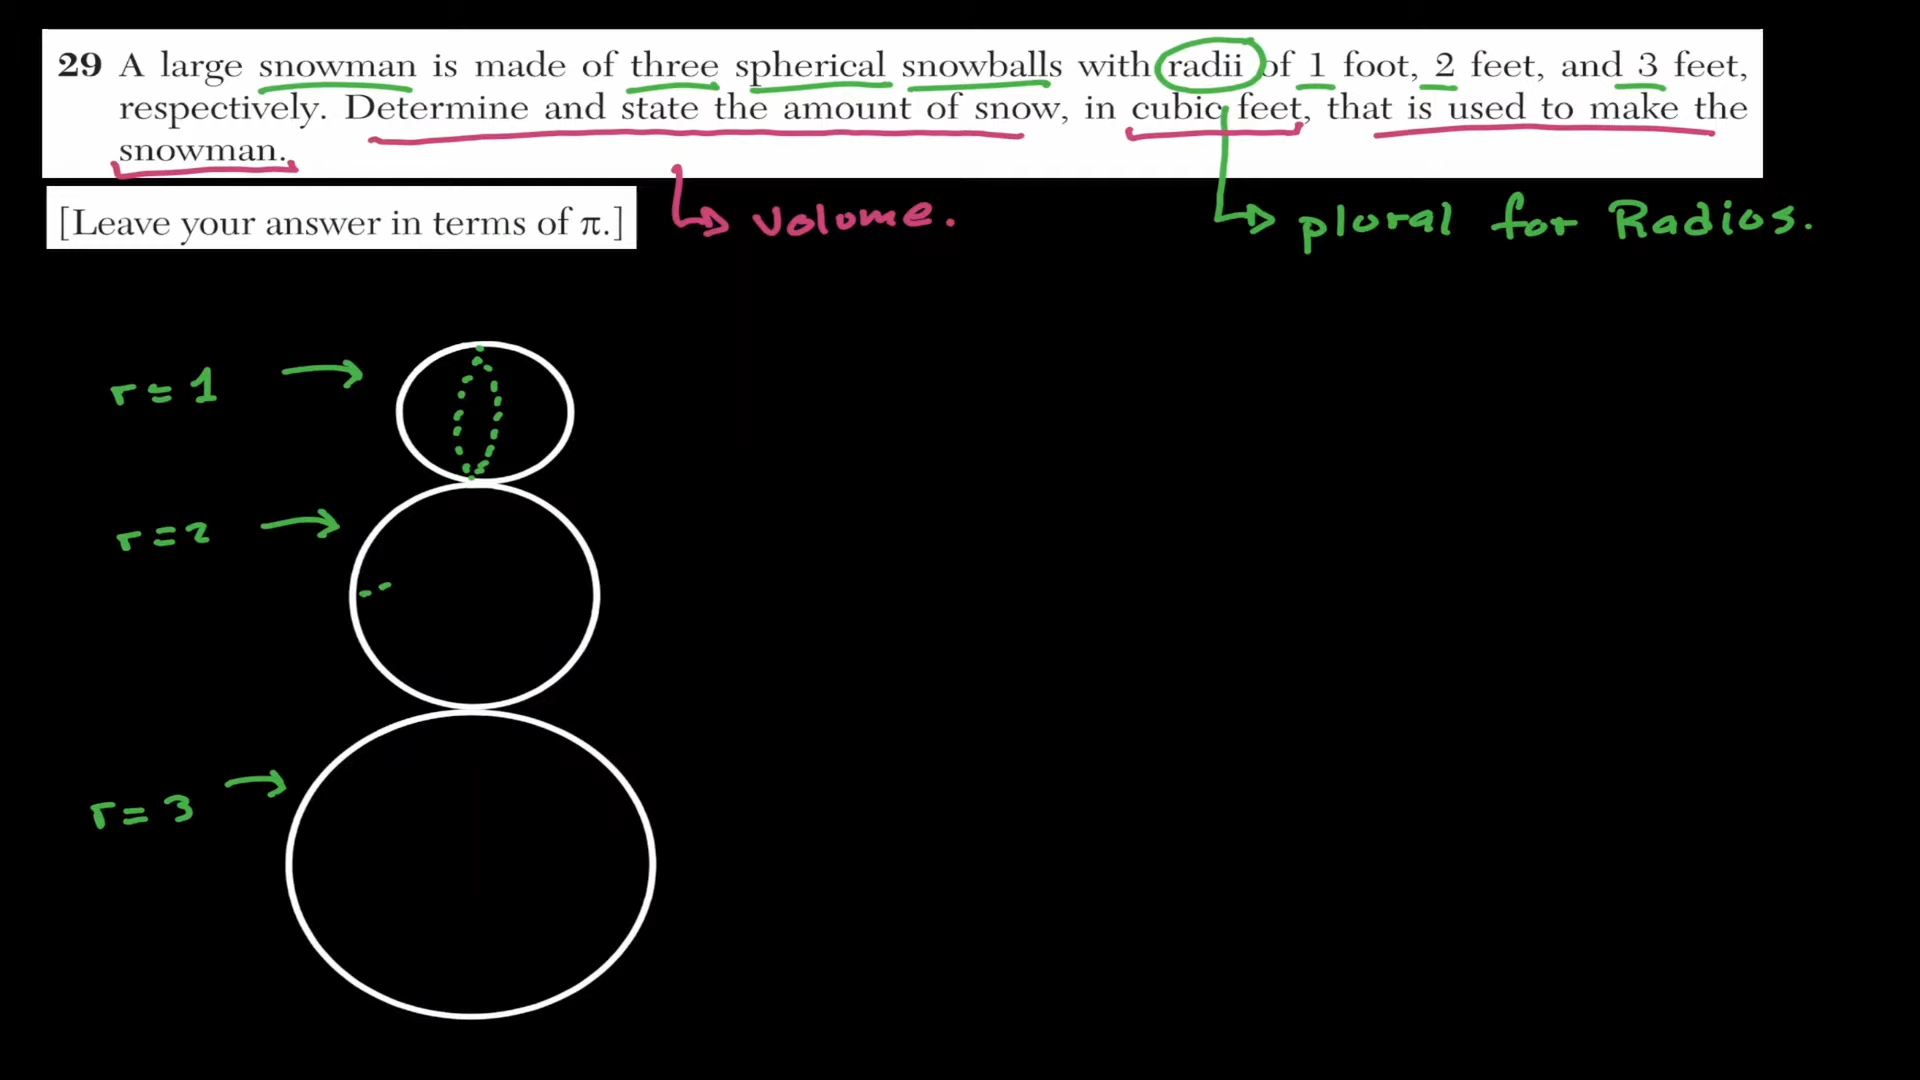 29 A large snowman is made of three spherical snowballs with radii of 1 foot, 2 feet, and 3 feet,
respectively. Determine and state the amount of snow, in cubic feet, that is used to make the
snowman.
[Leave your answer in terms of π.]
↳ Volume.
↳ plural for Radius.
r = 1 →
r = 2 →
r = 3 →